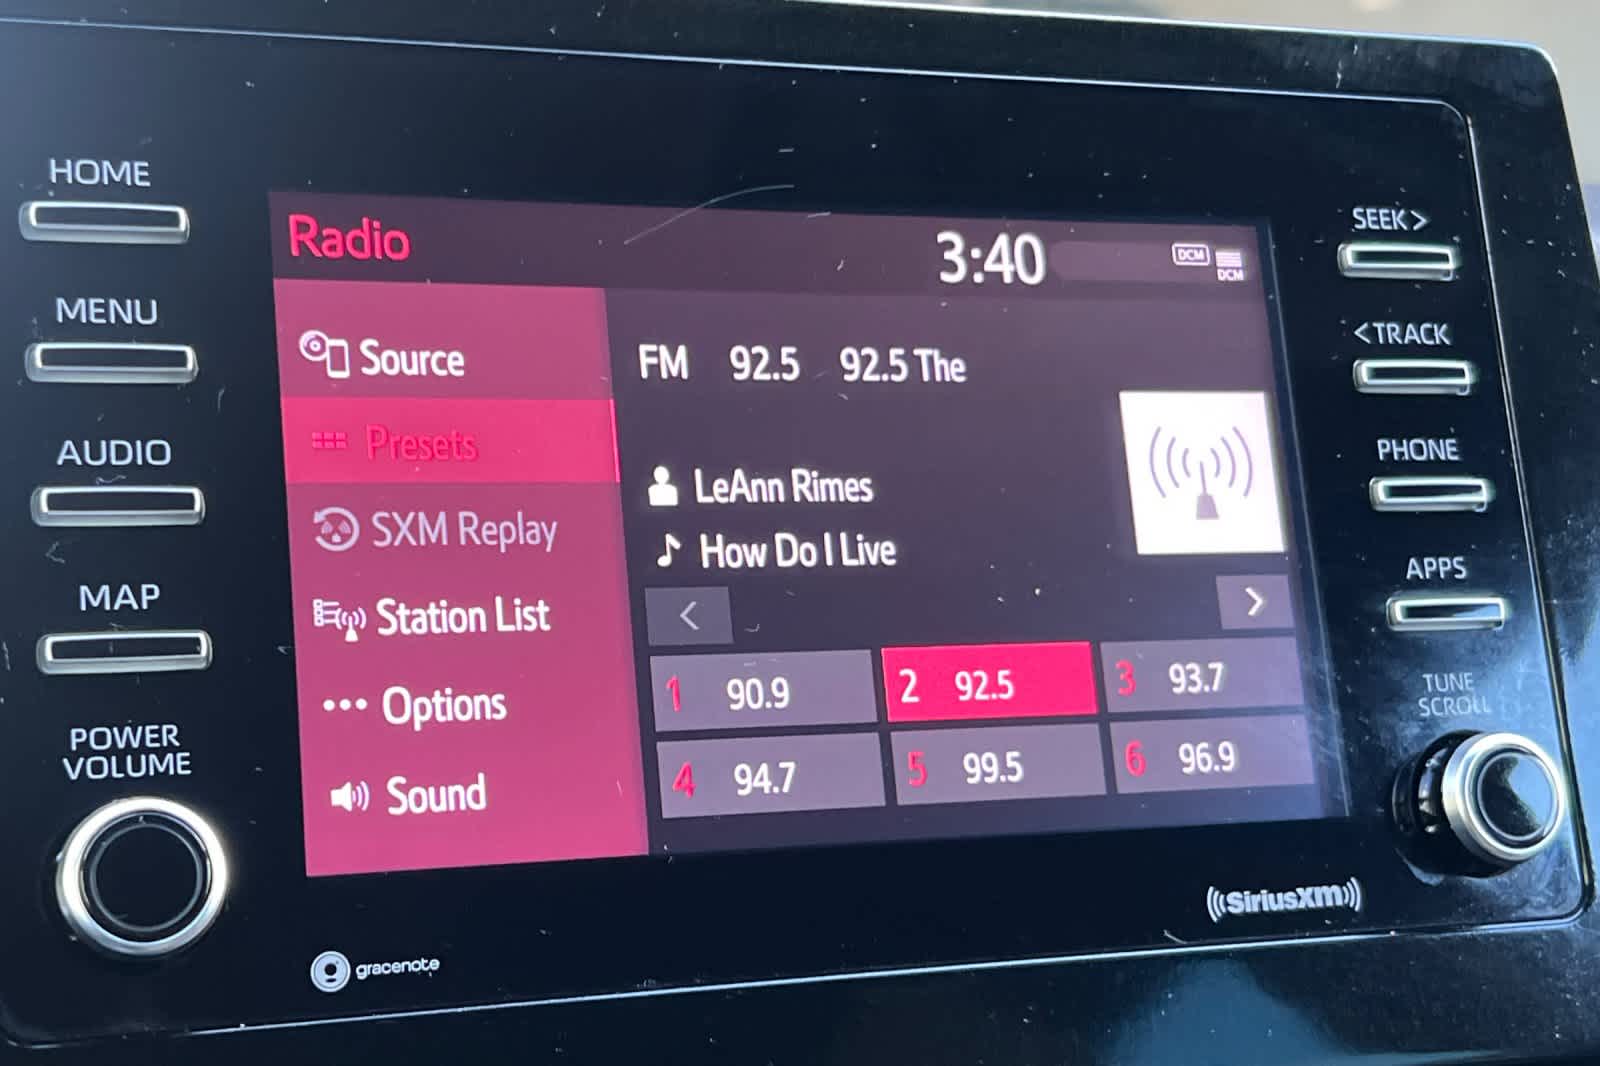 HOME
MENU
AUDIO
MAP
POWER
VOLUME
Radio
3:40
DCM
DCM
Source
Presets
SXM Replay
Station List
Options
Sound
FM 92.5 92.5 The
LeAnn Rimes
How Do I Live
< >
1 90.9 2 92.5 3 93.7
4 94.7 5 99.5 6 96.9
SEEK >
< TRACK
PHONE
APPS
TUNE
SCROLL
gracenote
SiriusXM